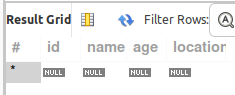 Result Grid Filter Rows: A
# id name age location
* NULL NULL NULL NULL